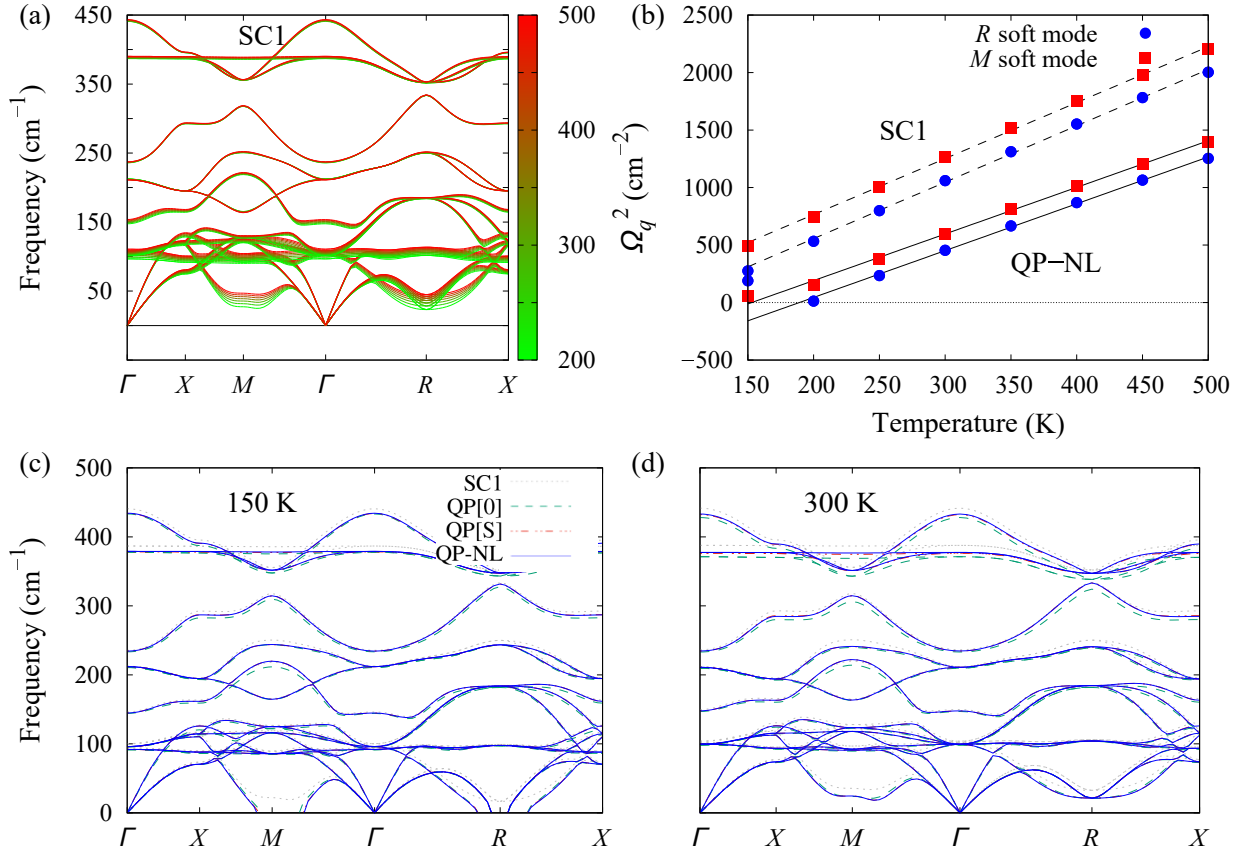 (a)
SC1
Frequency (cm⁻¹)
450
350
250
150
50
Γ X M Γ R X
500
400
300
200
(b)
R soft mode
M soft mode
SC1
QP−NL
Ω_q² (cm⁻²)
2500
2000
1500
1000
500
0
−500
150 200 250 300 350 400 450 500
Temperature (K)
(c)
150 K
SC1
QP[0]
QP[S]
QP-NL
Frequency (cm⁻¹)
500
400
300
200
100
0
Γ X M Γ R X
(d)
300 K
Γ X M Γ R X